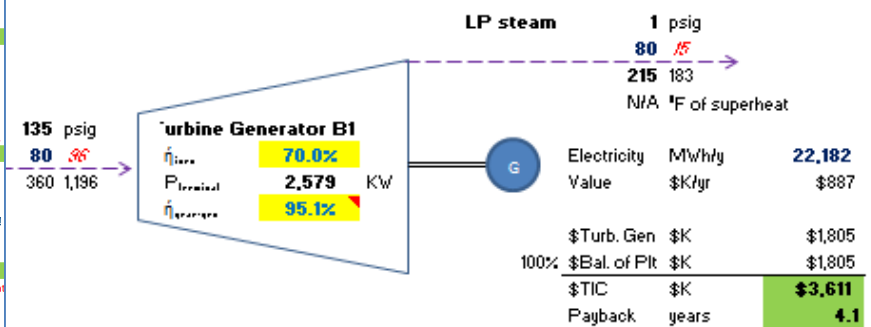 LP steam 1 psig
80 15
215 183
N/A °F of superheat
135 psig
80 96
360 1,196
urbine Generator B1
70.0%
2,579 KW
95.1%
G
Electricity MWh/y 22,182
Value $K/yr $887
$Turb. Gen $K $1,805
100% $Bal. of Plt $K $1,805
$TIC $K $3,611
Payback years 4.1